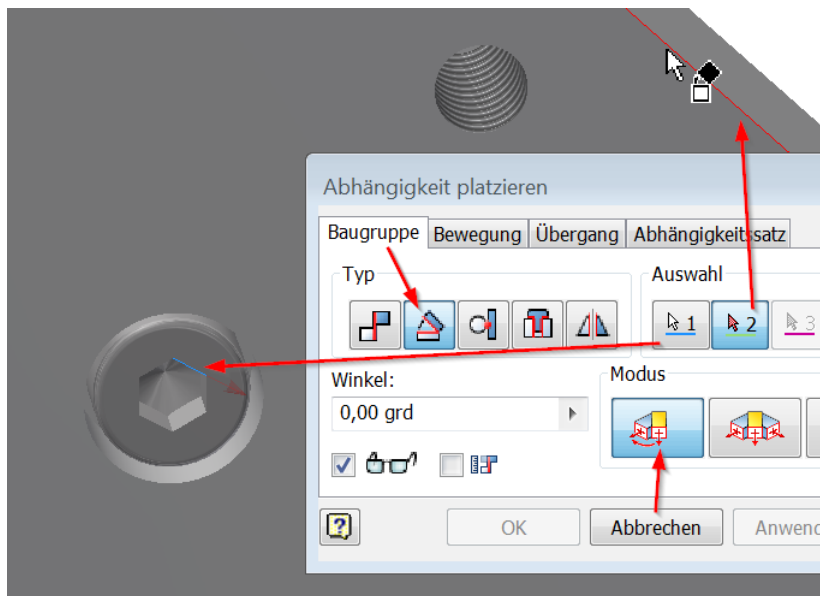 Abhängigkeit platzieren
Baugruppe Bewegung Übergang Abhängigkeitssatz
Typ Auswahl
1 2 3
Winkel: Modus
0,00 grd
?
OK Abbrechen Anwend